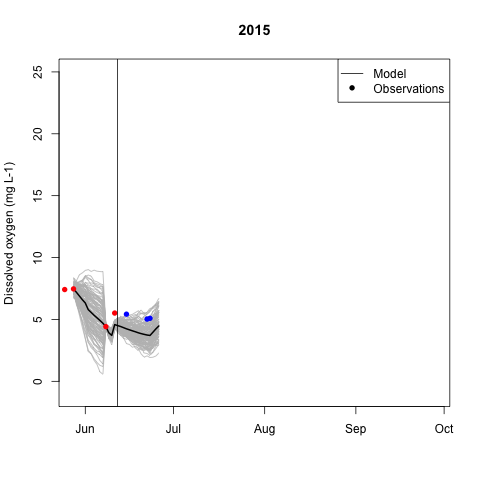 2015
Model
Observations
Dissolved oxygen (mg L-1)
25
20
15
10
5
0
Jun
Jul
Aug
Sep
Oct